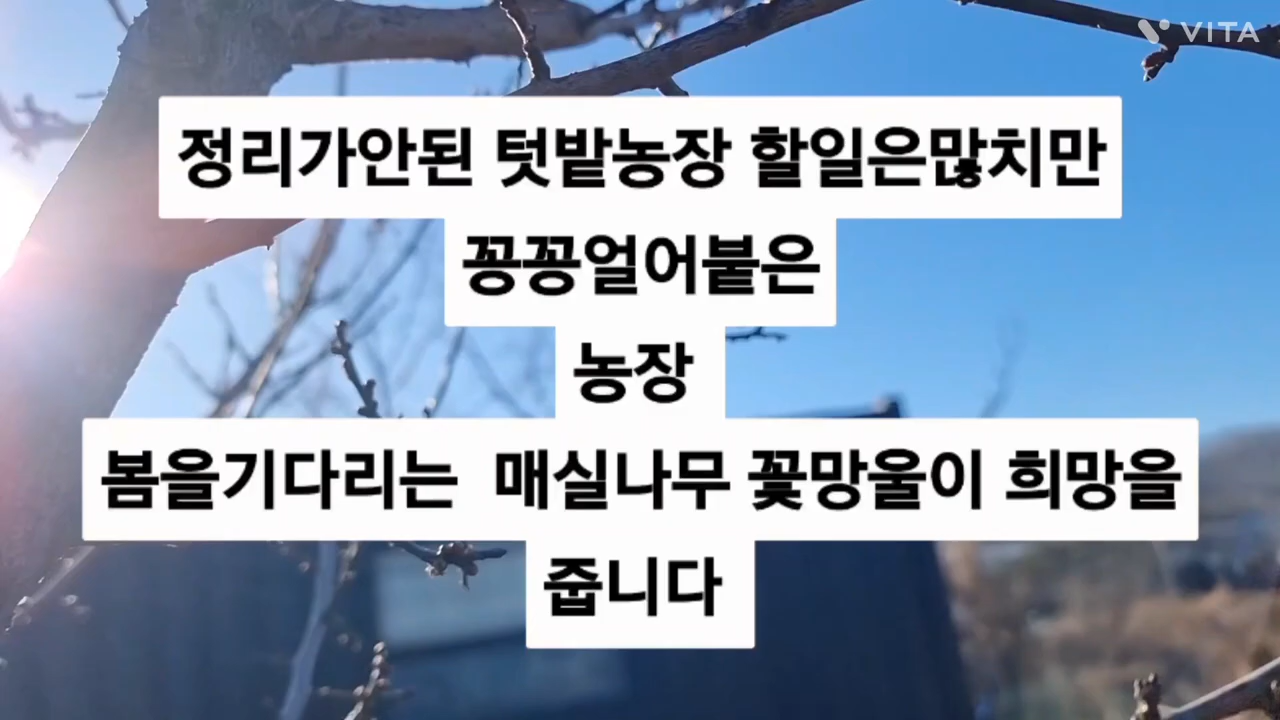 VITA
정리가안된 텃밭농장 할일은많치만
꽁꽁얼어붙은
농장
봄을기다리는 매실나무 꽃망울이 희망을
줍니다